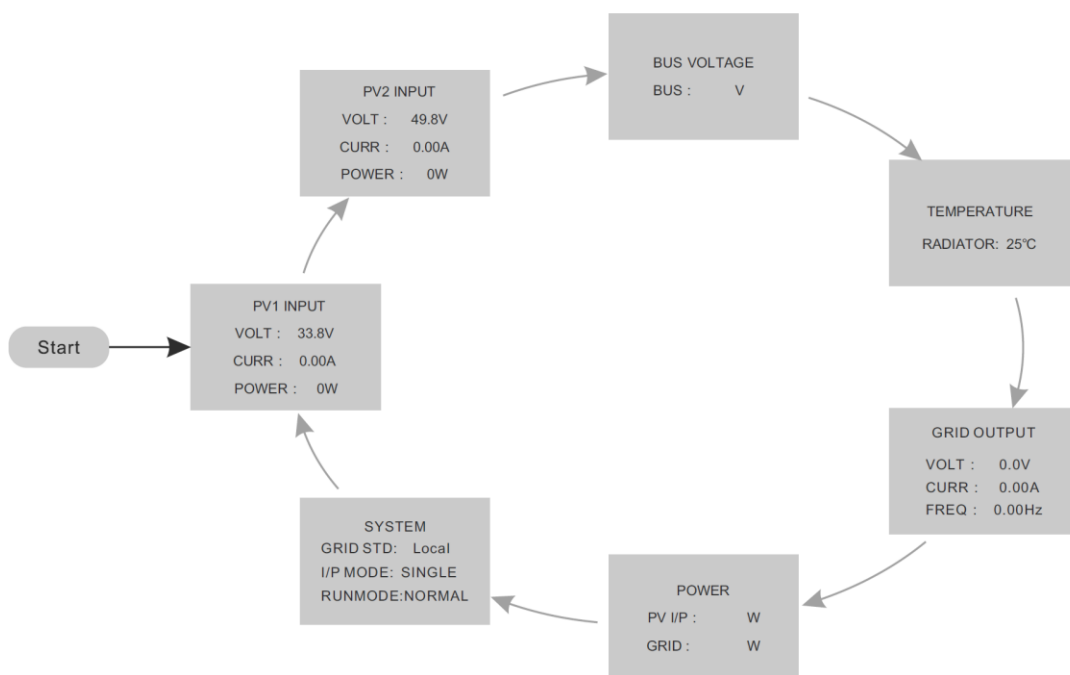 Start
PV1 INPUT
VOLT : 33.8V
CURR : 0.00A
POWER : 0W
PV2 INPUT
VOLT : 49.8V
CURR : 0.00A
POWER : 0W
BUS VOLTAGE
BUS : V
TEMPERATURE
RADIATOR: 25℃
GRID OUTPUT
VOLT : 0.0V
CURR : 0.00A
FREQ : 0.00Hz
POWER
PV I/P : W
GRID : W
SYSTEM
GRID STD: Local
I/P MODE: SINGLE
RUNMODE:NORMAL